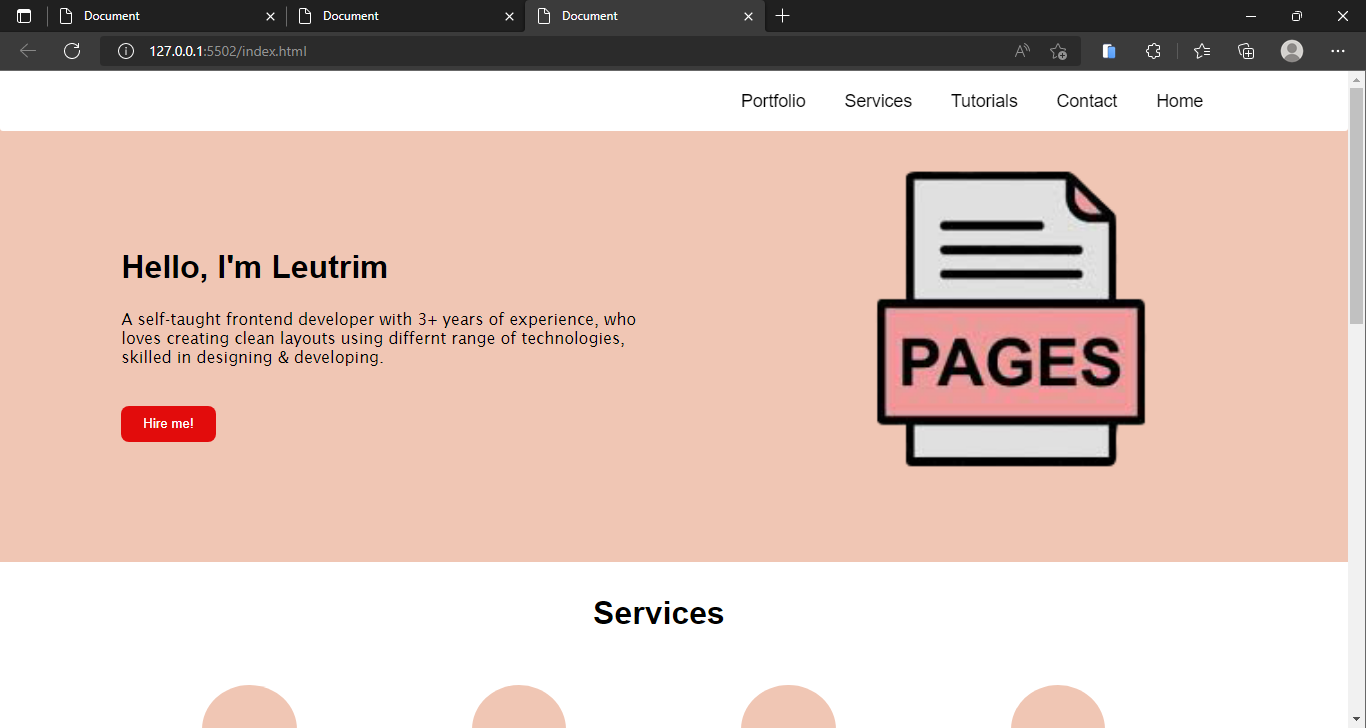 Document
Document
Document
127.0.0.1:5502/index.html
Portfolio Services Tutorials Contact Home
Hello, I'm Leutrim
A self-taught frontend developer with 3+ years of experience, who
loves creating clean layouts using differnt range of technologies,
skilled in designing & developing.
Hire me!
PAGES
Services